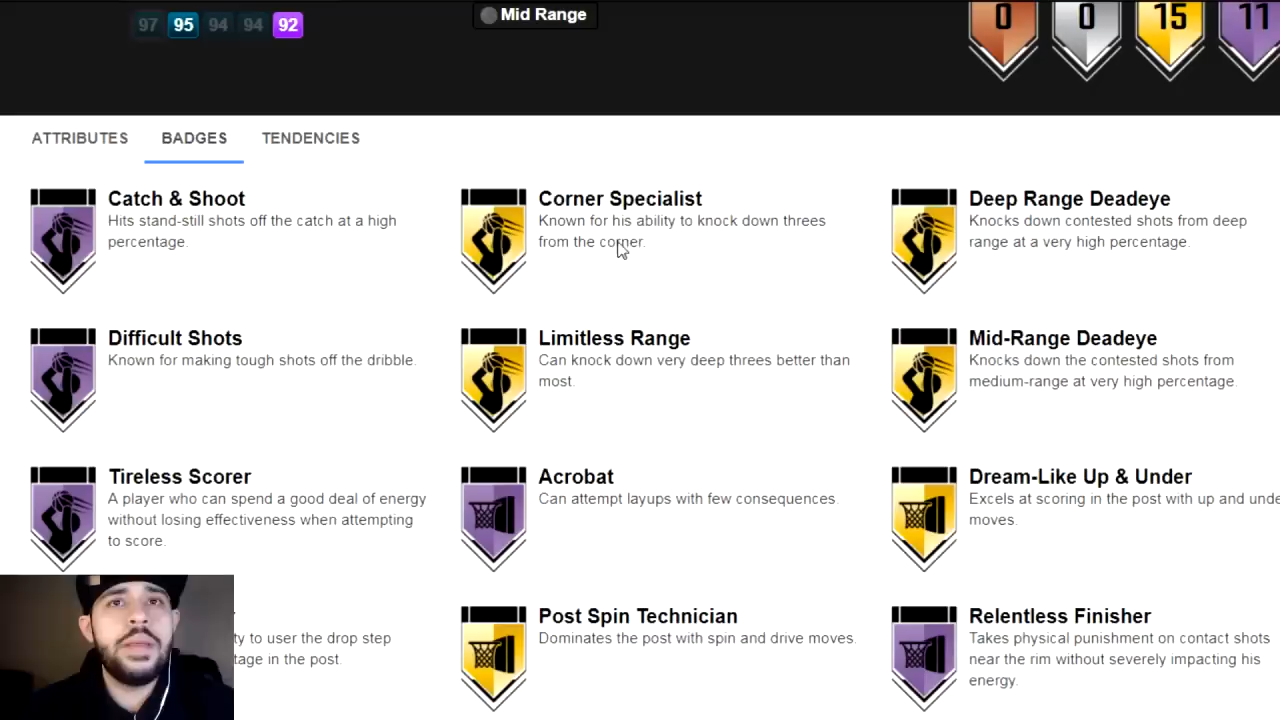 97 95 94 94 92
Mid Range
0 0 15 11
ATTRIBUTES BADGES TENDENCIES
Catch & Shoot
Hits stand-still shots off the catch at a high
percentage.
Corner Specialist
Known for his ability to knock down threes
from the corner.
Deep Range Deadeye
Knocks down contested shots from deep
range at a very high percentage.
Difficult Shots
Known for making tough shots off the dribble.
Limitless Range
Can knock down very deep threes better than
most.
Mid-Range Deadeye
Knocks down the contested shots from
medium-range at very high percentage.
Tireless Scorer
A player who can spend a good deal of energy
without losing effectiveness when attempting
to score.
Acrobat
Can attempt layups with few consequences.
Dream-Like Up & Under
Excels at scoring in the post with up and unde
moves.
ty to user the drop step
tage in the post.
Post Spin Technician
Dominates the post with spin and drive moves.
Relentless Finisher
Takes physical punishment on contact shots
near the rim without severely impacting his
energy.